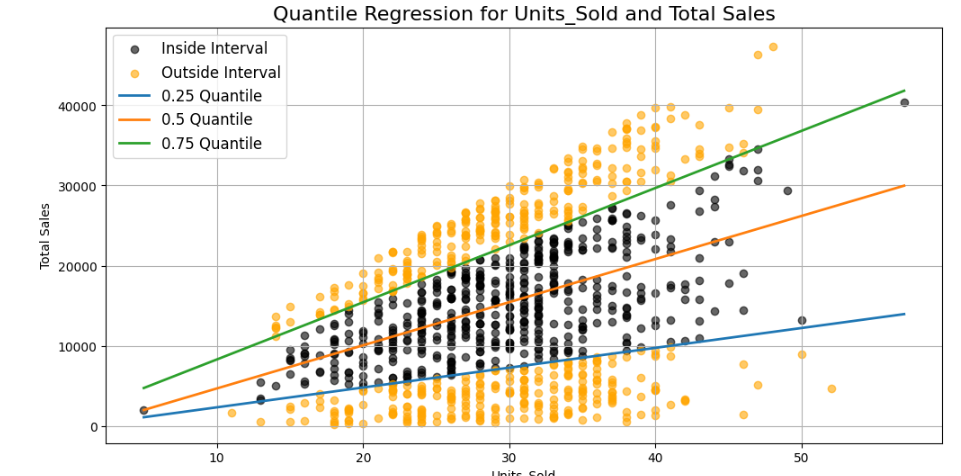 Quantile Regression for Units_Sold and Total Sales
Inside Interval
Outside Interval
0.25 Quantile
0.5 Quantile
0.75 Quantile
40000
30000
20000
10000
0
Total Sales
10 20 30 40 50
Units_Sold